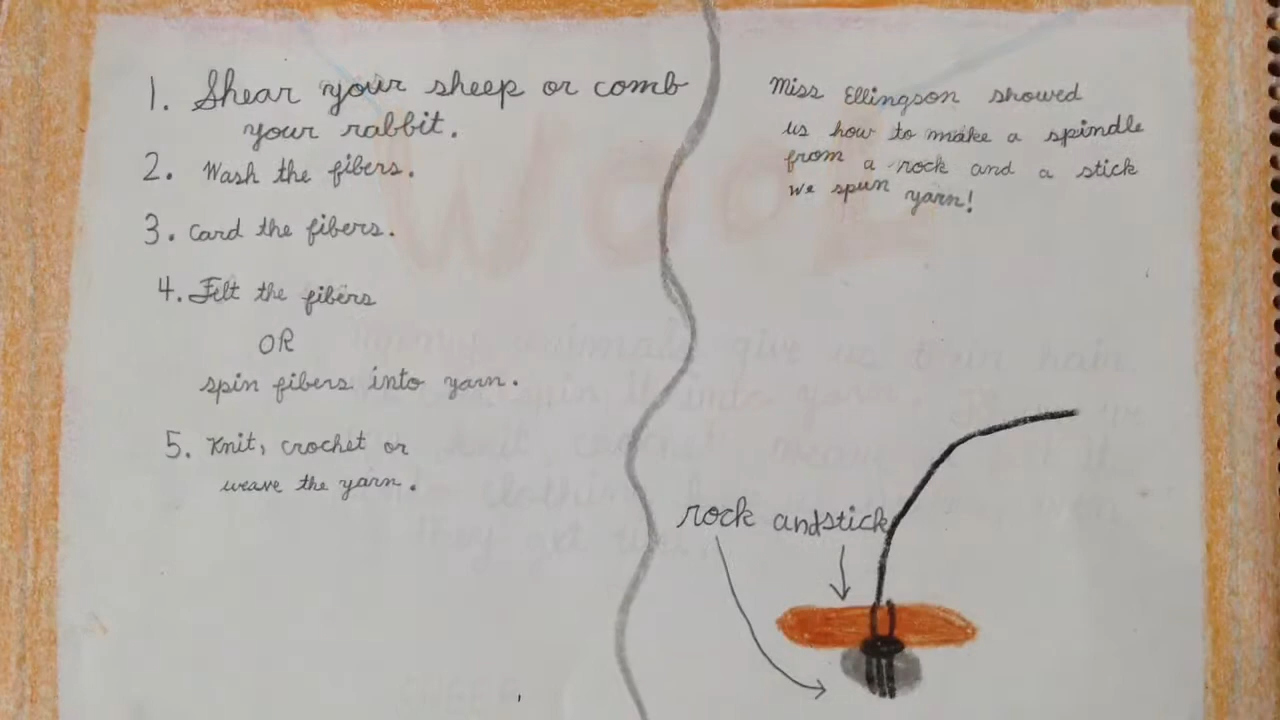 1. Shear your sheep or comb
your rabbit.
2. Wash the fibers.
3. Card the fibers.
4. Felt the fibers
OR
spin fibers into yarn.
5. Knit, crochet or
weave the yarn.
Miss Ellingson showed
us how to make a spindle
from a rock and a stick
we spun yarn!
rock and stick
WOOL